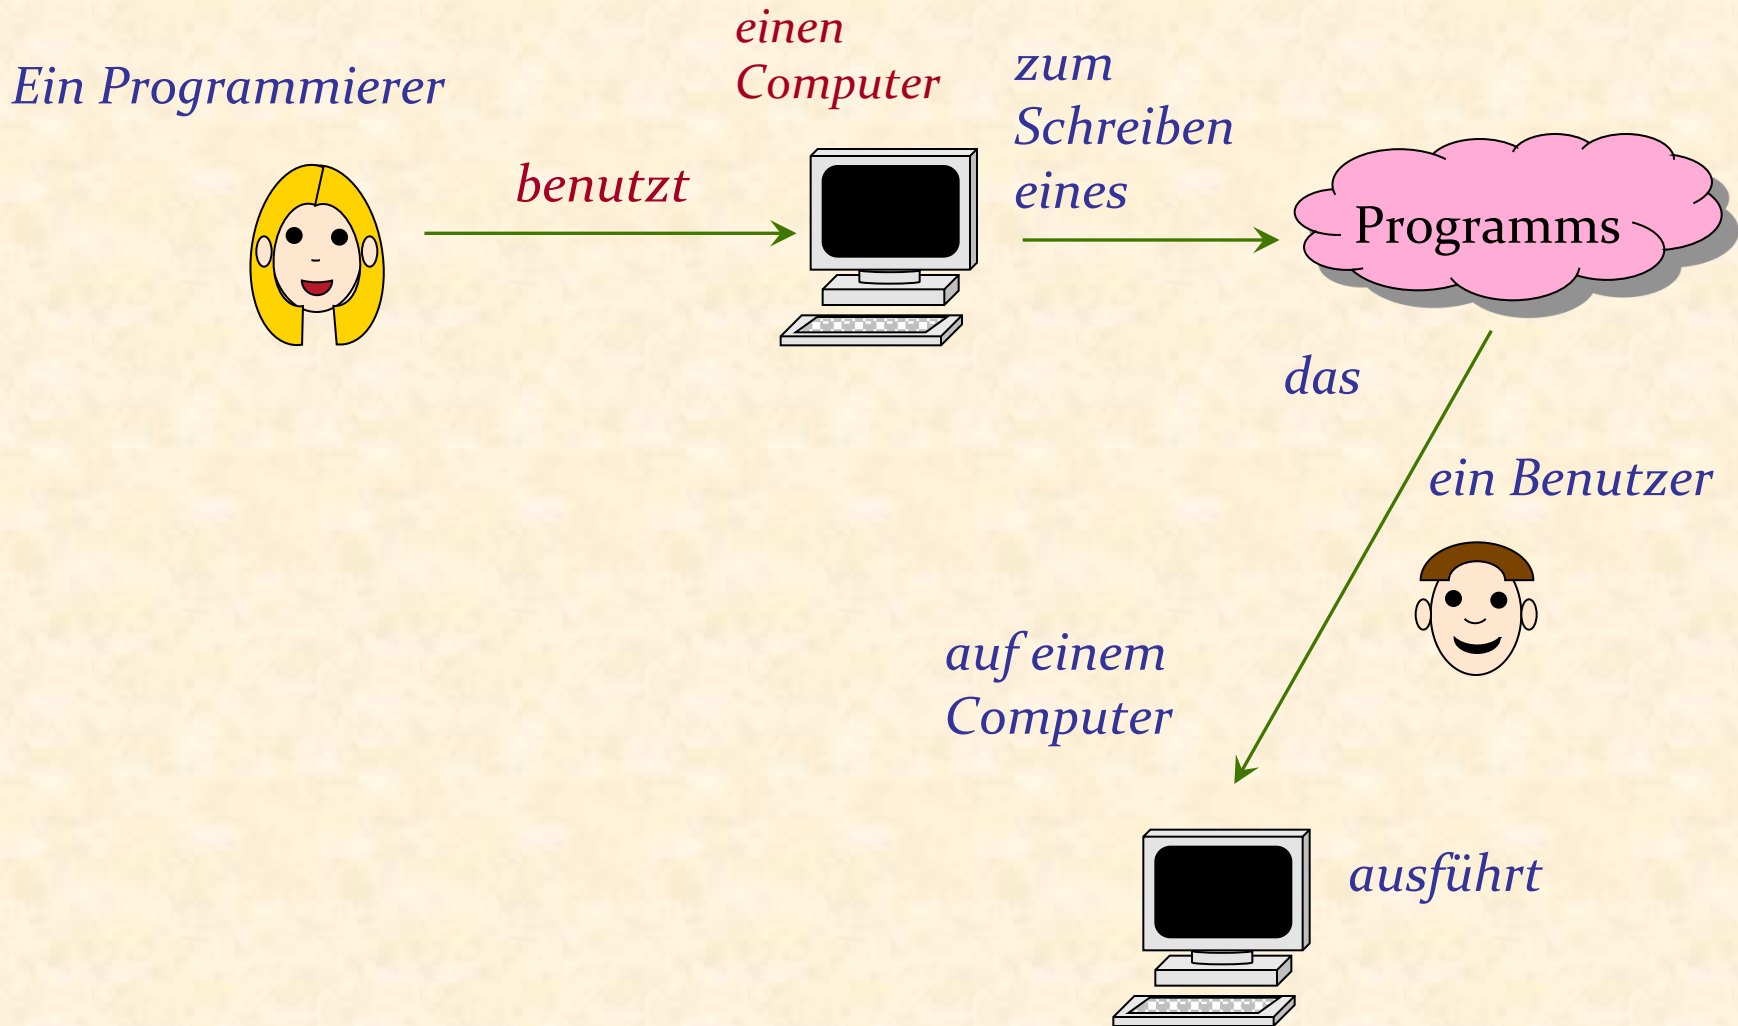 Ein Programmierer
benutzt
einen
Computer
zum
Schreiben
eines
Programms
das
ein Benutzer
auf einem
Computer
ausführt